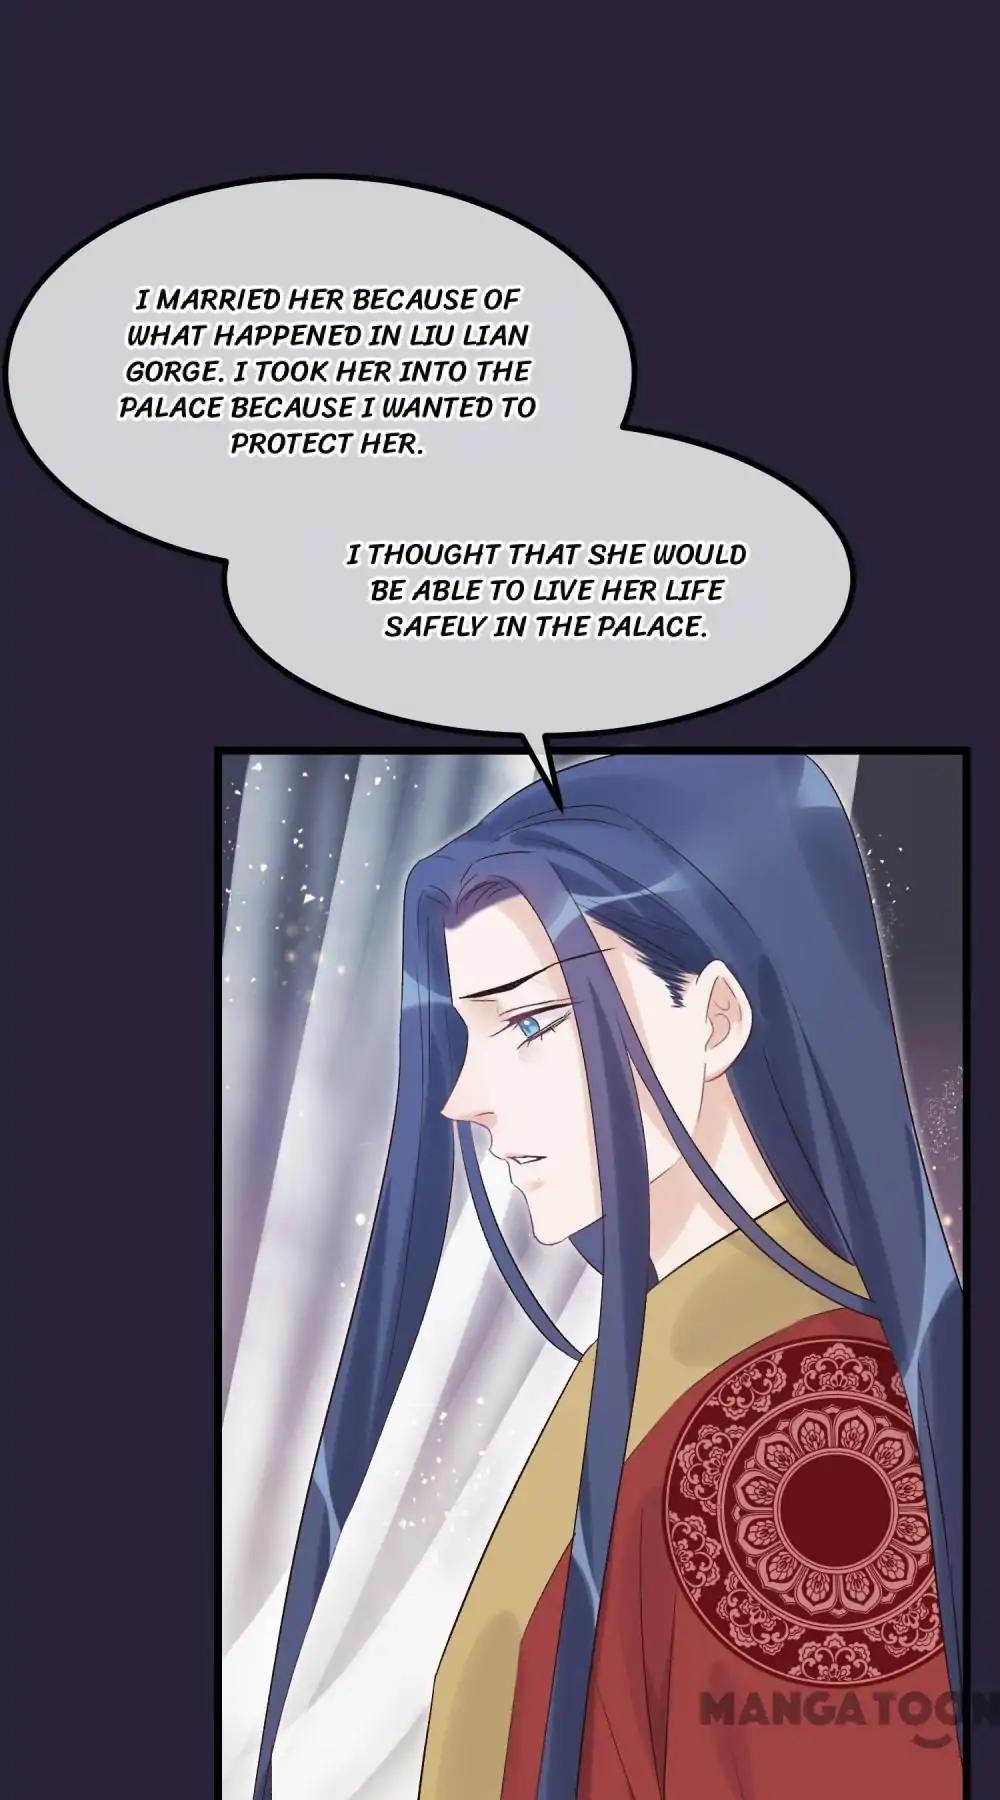 I MARRIED HER BECAUSE OF
WHAT HAPPENED IN LIU LIAN
GORGE. I TOOK HER INTO THE
PALACE BECAUSE I WANTED TO
PROTECT HER.
I THOUGHT THAT SHE WOULD
BE ABLE TO LIVE HER LIFE
SAFELY IN THE PALACE.
MANGATOON